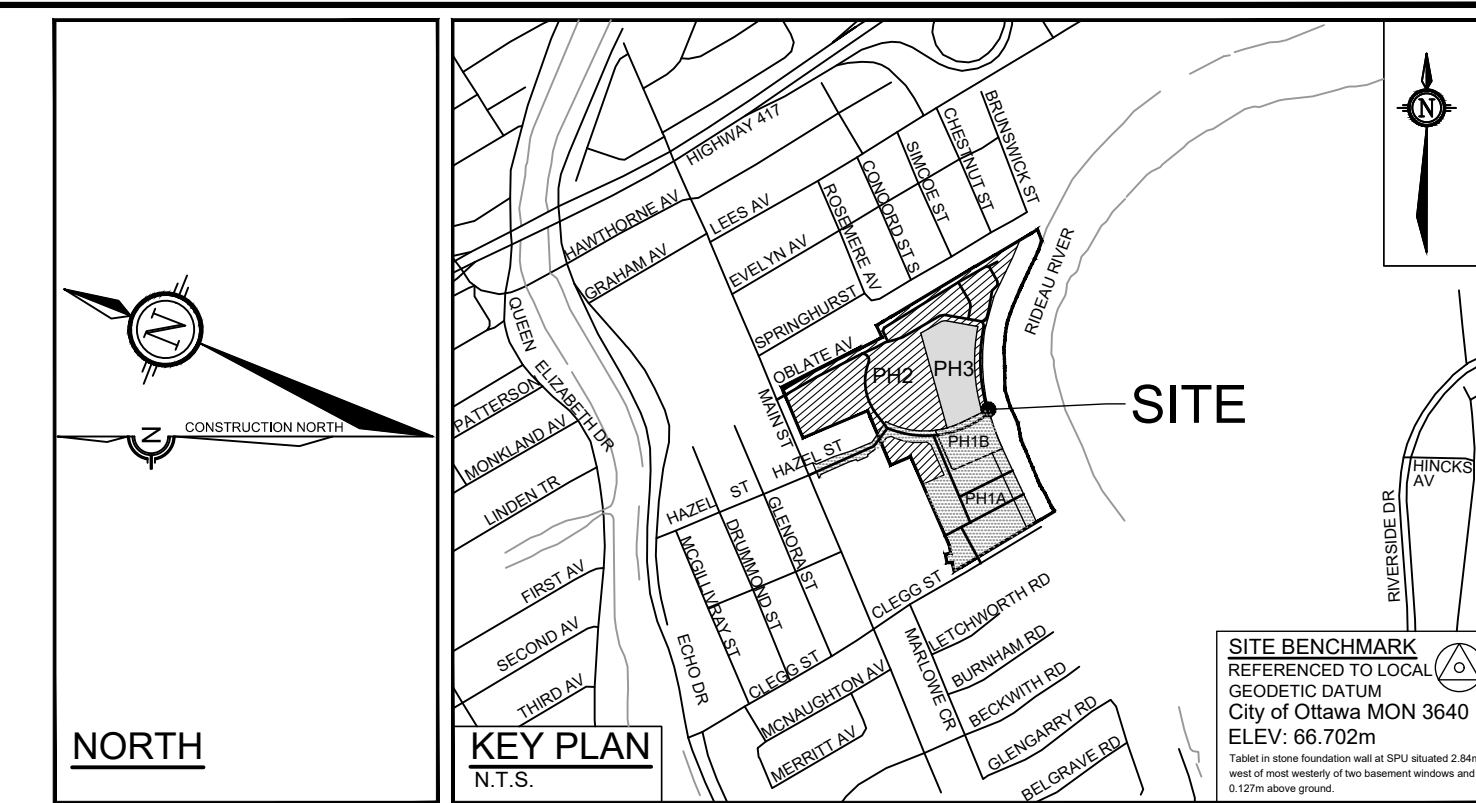 N
CONSTRUCTION NORTH
N
NORTH
HIGHWAY 417
HAWTHORNE AV
GRAHAM AV
LEES AV
EVELYN AV
SPRINGHURST
OBLATE AV
ROSEMERE AV
CONCORD ST S
SIMCOE ST
CHESTNUT ST
BRUNSWICK ST
RIDEAU RIVER
QUEEN ELIZABETH DR
PATTERSON
MONKLAND AV
LINDEN TR
FIRST AV
SECOND AV
THIRD AV
ECHO DR
MAIN ST
HAZEL ST
HAZEL ST
MCGILLIVRAY ST
DRUMMOND ST
GLENORA ST
CLEGG ST
CLEGG ST
MCNAUGHTON AV
MERRITT AV
MARLOWE CR
LETCHWORTH RD
BURNHAM RD
BECKWITH RD
GLENGARRY RD
BELGRAVE RD
PH2
PH3
PH1B
PH1A
SITE
N
HINCKS
AV
RIVERSIDE DR
KEY PLAN
N.T.S.
SITE BENCHMARK
REFERENCED TO LOCAL
GEODETIC DATUM
City of Ottawa MON 3640
ELEV: 66.702m
Tablet in stone foundation wall at SPU situated 2.84m
west of most westerly of two basement windows and
0.127m above ground.